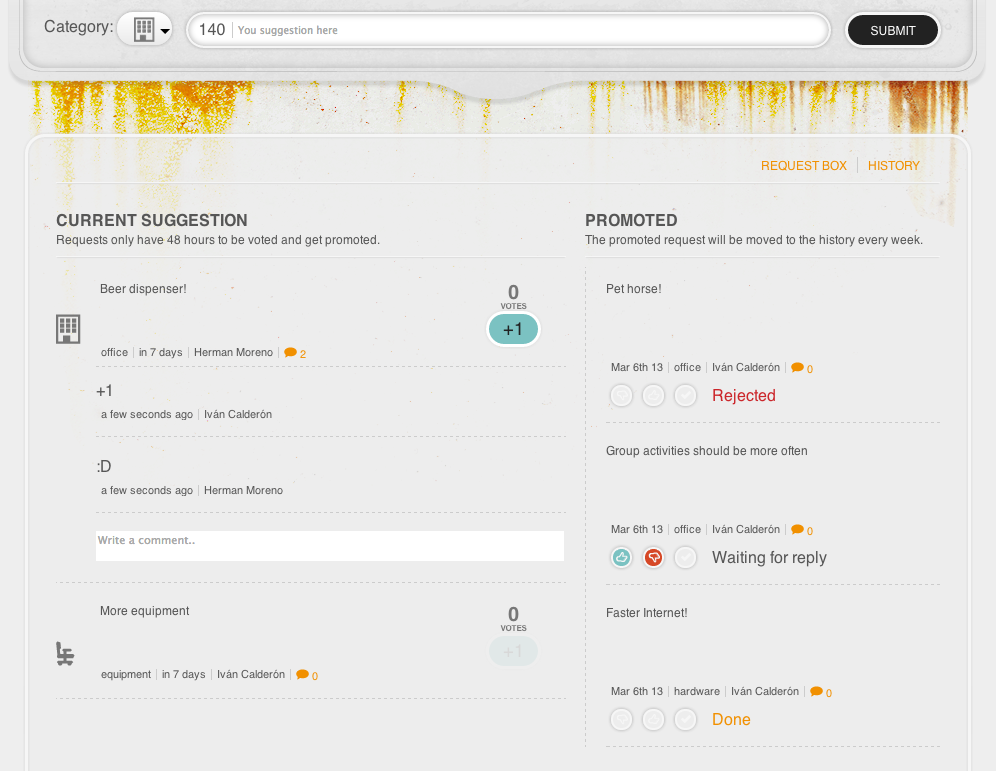 Category:
140 You suggestion here
SUBMIT
REQUEST BOX HISTORY
CURRENT SUGGESTION
Requests only have 48 hours to be voted and get promoted.
Beer dispenser!
0
VOTES
+1
office in 7 days Herman Moreno 2
+1
a few seconds ago Iván Calderón
:D
a few seconds ago Herman Moreno
Write a comment..
More equipment
0
VOTES
+1
equipment in 7 days Iván Calderón 0
PROMOTED
The promoted request will be moved to the history every week.
Pet horse!
Mar 6th 13 office Iván Calderón 0
Rejected
Group activities should be more often
Mar 6th 13 office Iván Calderón 0
Waiting for reply
Faster Internet!
Mar 6th 13 hardware Iván Calderón 0
Done